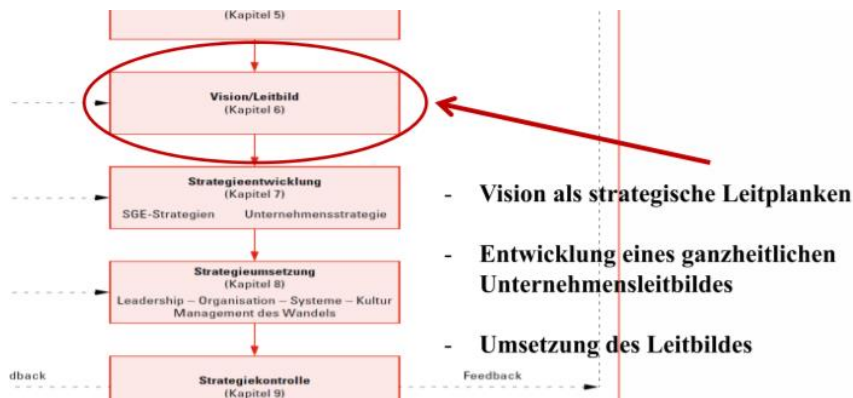 (Kapitel 5)
Vision/Leitbild
(Kapitel 6)
Strategieentwicklung
(Kapitel 7)
SGE-Strategien Unternehmensstrategie
Strategieumsetzung
(Kapitel 8)
Leadership – Organisation – Systeme – Kultur
Management des Wandels
dback
Strategiekontrolle
(Kapitel 9)
Feedback
- Vision als strategische Leitplanken
- Entwicklung eines ganzheitlichen
Unternehmensleitbildes
- Umsetzung des Leitbildes